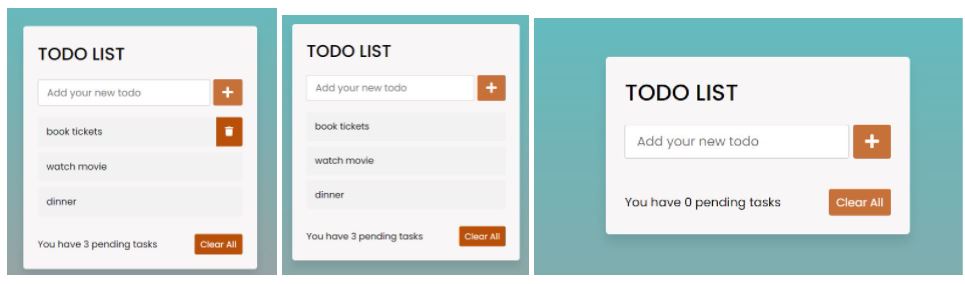 TODO LIST
Add your new todo
book tickets
watch movie
dinner
You have 3 pending tasks Clear All
TODO LIST
Add your new todo
book tickets
watch movie
dinner
You have 3 pending tasks Clear All
TODO LIST
Add your new todo
You have 0 pending tasks Clear All